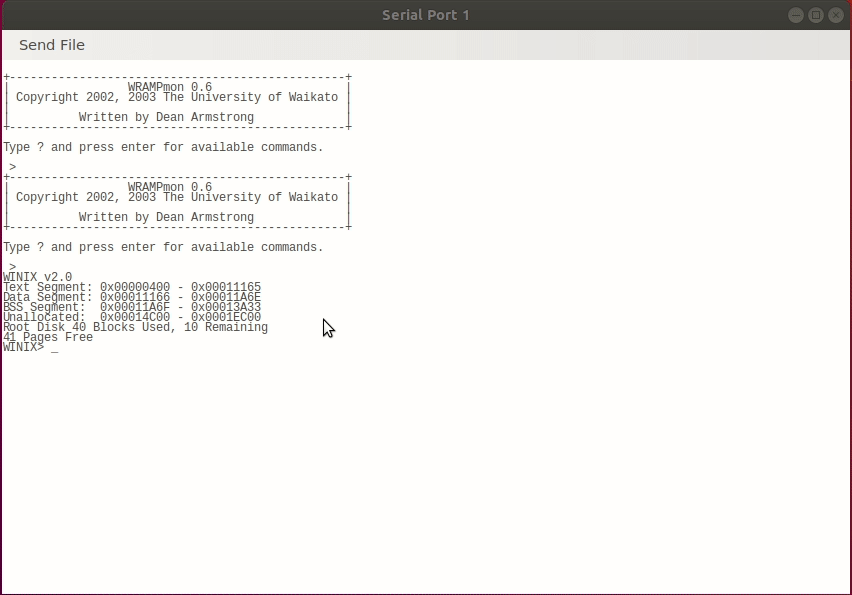 Serial Port 1
Send File
+------------------------------------------------+
|                 WRAMPmon 0.6                   |
| Copyright 2002, 2003 The University of Waikato |
|                                                |
|          Written by Dean Armstrong             |
+------------------------------------------------+
Type ? and press enter for available commands.
>
+------------------------------------------------+
|                 WRAMPmon 0.6                   |
| Copyright 2002, 2003 The University of Waikato |
|                                                |
|          Written by Dean Armstrong             |
+------------------------------------------------+
Type ? and press enter for available commands.
>
WINIX v2.0
Text Segment: 0x00000400 - 0x00011165
Data Segment: 0x00011166 - 0x00011A6E
BSS Segment:  0x00011A6F - 0x00013A33
Unallocated:  0x00014C00 - 0x0001EC00
Root Disk 40 Blocks Used, 10 Remaining
41 Pages Free
WINIX> _